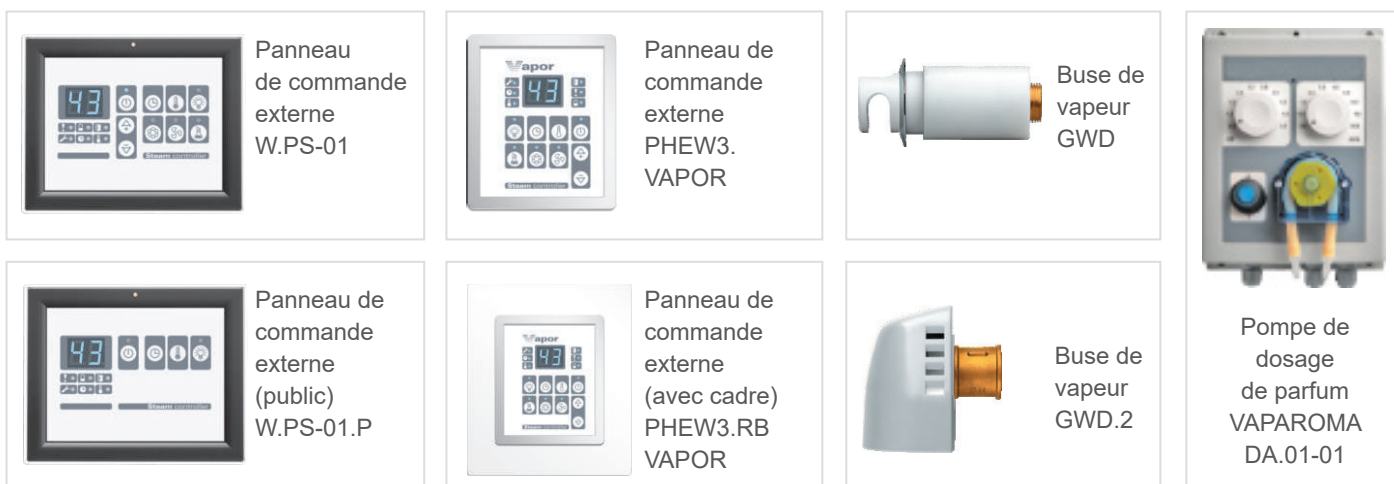 43
Steam controller
Panneau
de commande
externe
W.PS-01
Vapor
43
Steam controller
Panneau de
commande
externe
PHEW3.
VAPOR
Buse de
vapeur
GWD
43
Steam controller
Panneau de
commande
externe
(public)
W.PS-01.P
Vapor
43
Panneau de
commande
externe
(avec cadre)
PHEW3.RB
VAPOR
Buse de
vapeur
GWD.2
Pompe de
dosage
de parfum
VAPAROMA
DA.01-01